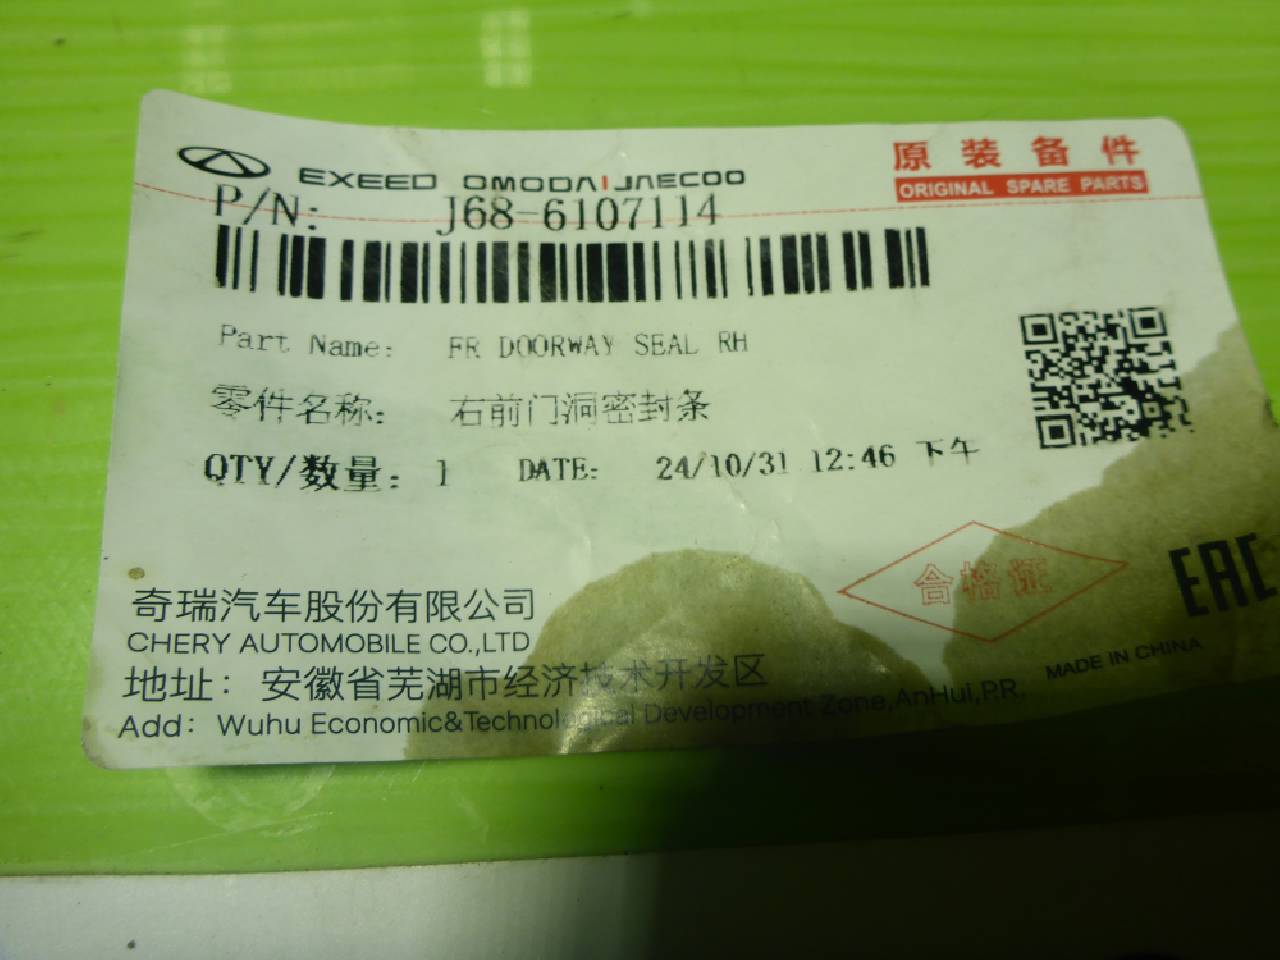 EXEED OMODA|JAECOO
原装备件
ORIGINAL SPARE PARTS
P/N: J68-6107114
Part Name: FR DOORWAY SEAL RH
零件名称: 右前门洞密封条
QTY/数量: 1 DATE: 24/10/31 12:46 下午
合格证
EAC
MADE IN CHINA
奇瑞汽车股份有限公司
CHERY AUTOMOBILE CO.,LTD
地址：安徽省芜湖市经济技术开发区
Add: Wuhu Economic&Technological Development Zone,AnHui,P.R.